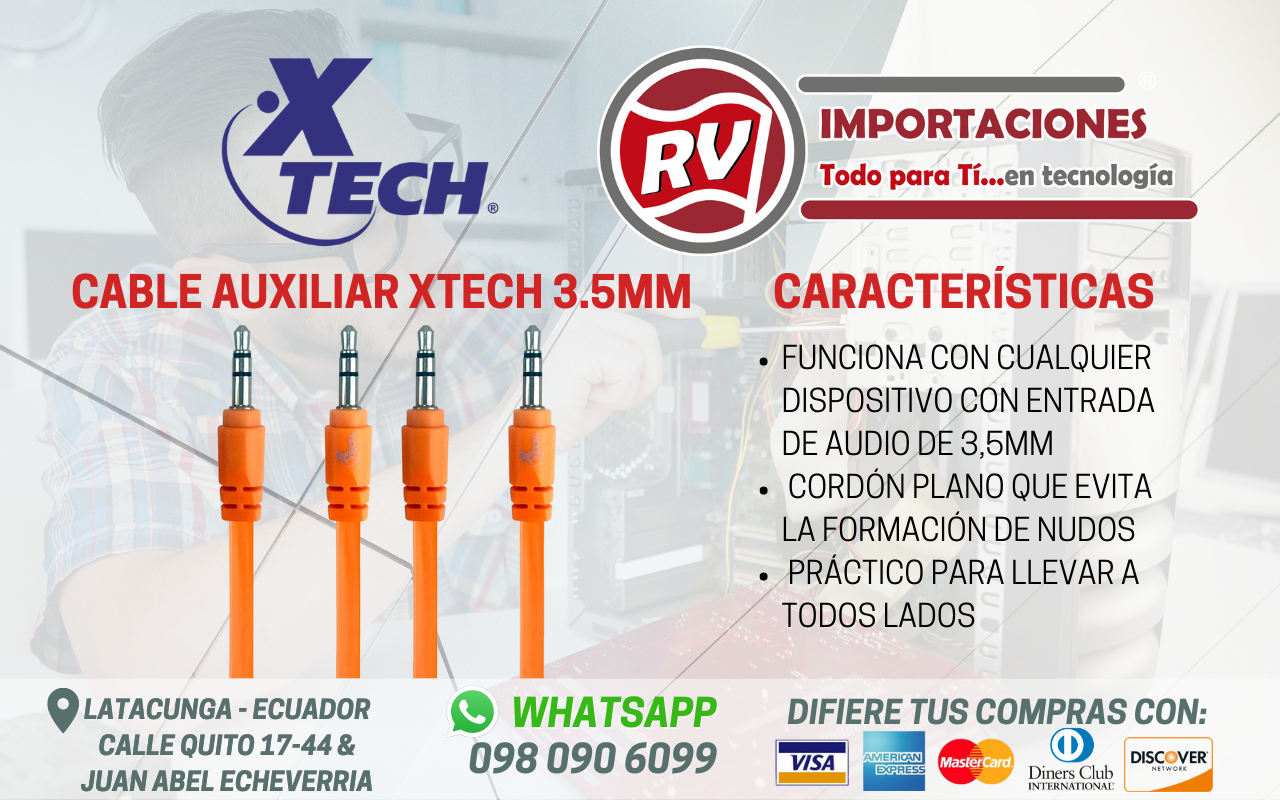 X
TECH®
RV
®
IMPORTACIONES
Todo para Tí...en tecnología
CABLE AUXILIAR XTECH 3.5MM
CARACTERÍSTICAS
• FUNCIONA CON CUALQUIER
DISPOSITIVO CON ENTRADA
DE AUDIO DE 3,5MM
• CORDÓN PLANO QUE EVITA
LA FORMACIÓN DE NUDOS
• PRÁCTICO PARA LLEVAR A
TODOS LADOS
LATACUNGA - ECUADOR
CALLE QUITO 17-44 &
JUAN ABEL ECHEVERRIA
WHATSAPP
098 090 6099
DIFIERE TUS COMPRAS CON:
VISA
AMERICAN
EXPRESS
MasterCard
Diners Club
INTERNATIONAL
DISCOVER
NETWORK